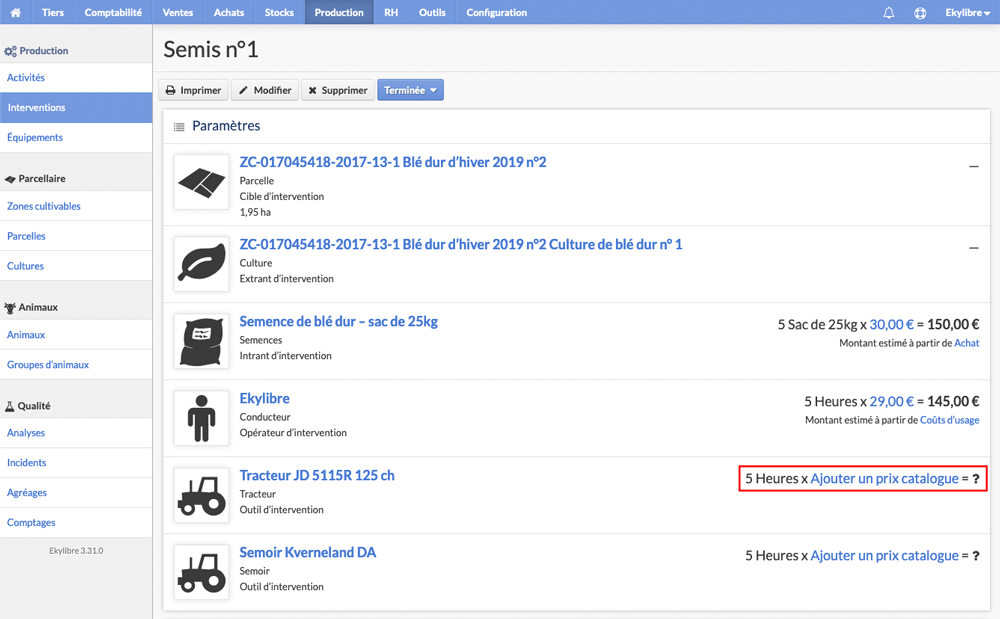 Tiers Comptabilité Ventes Achats Stocks Production RH Outils Configuration Ekylibre
Production
Activités
Interventions
Équipements
Parcellaire
Zones cultivables
Parcelles
Cultures
Animaux
Animaux
Groupes d'animaux
Qualité
Analyses
Incidents
Agréages
Comptages
Ekylibre 3.31.0
Semis n°1
Imprimer Modifier Supprimer Terminée
Paramètres
ZC-017045418-2017-13-1 Blé dur d'hiver 2019 n°2
Parcelle
Cible d'intervention
1,95 ha
ZC-017045418-2017-13-1 Blé dur d'hiver 2019 n°2 Culture de blé dur n° 1
Culture
Extrant d'intervention
Semence de blé dur – sac de 25kg
Semences
Intrant d'intervention
5 Sac de 25kg x 30,00 € = 150,00 €
Montant estimé à partir de Achat
Ekylibre
Conducteur
Opérateur d'intervention
5 Heures x 29,00 € = 145,00 €
Montant estimé à partir de Coûts d'usage
Tracteur JD 5115R 125 ch
Tracteur
Outil d'intervention
5 Heures x Ajouter un prix catalogue = ?
Semoir Kverneland DA
Semoir
Outil d'intervention
5 Heures x Ajouter un prix catalogue = ?